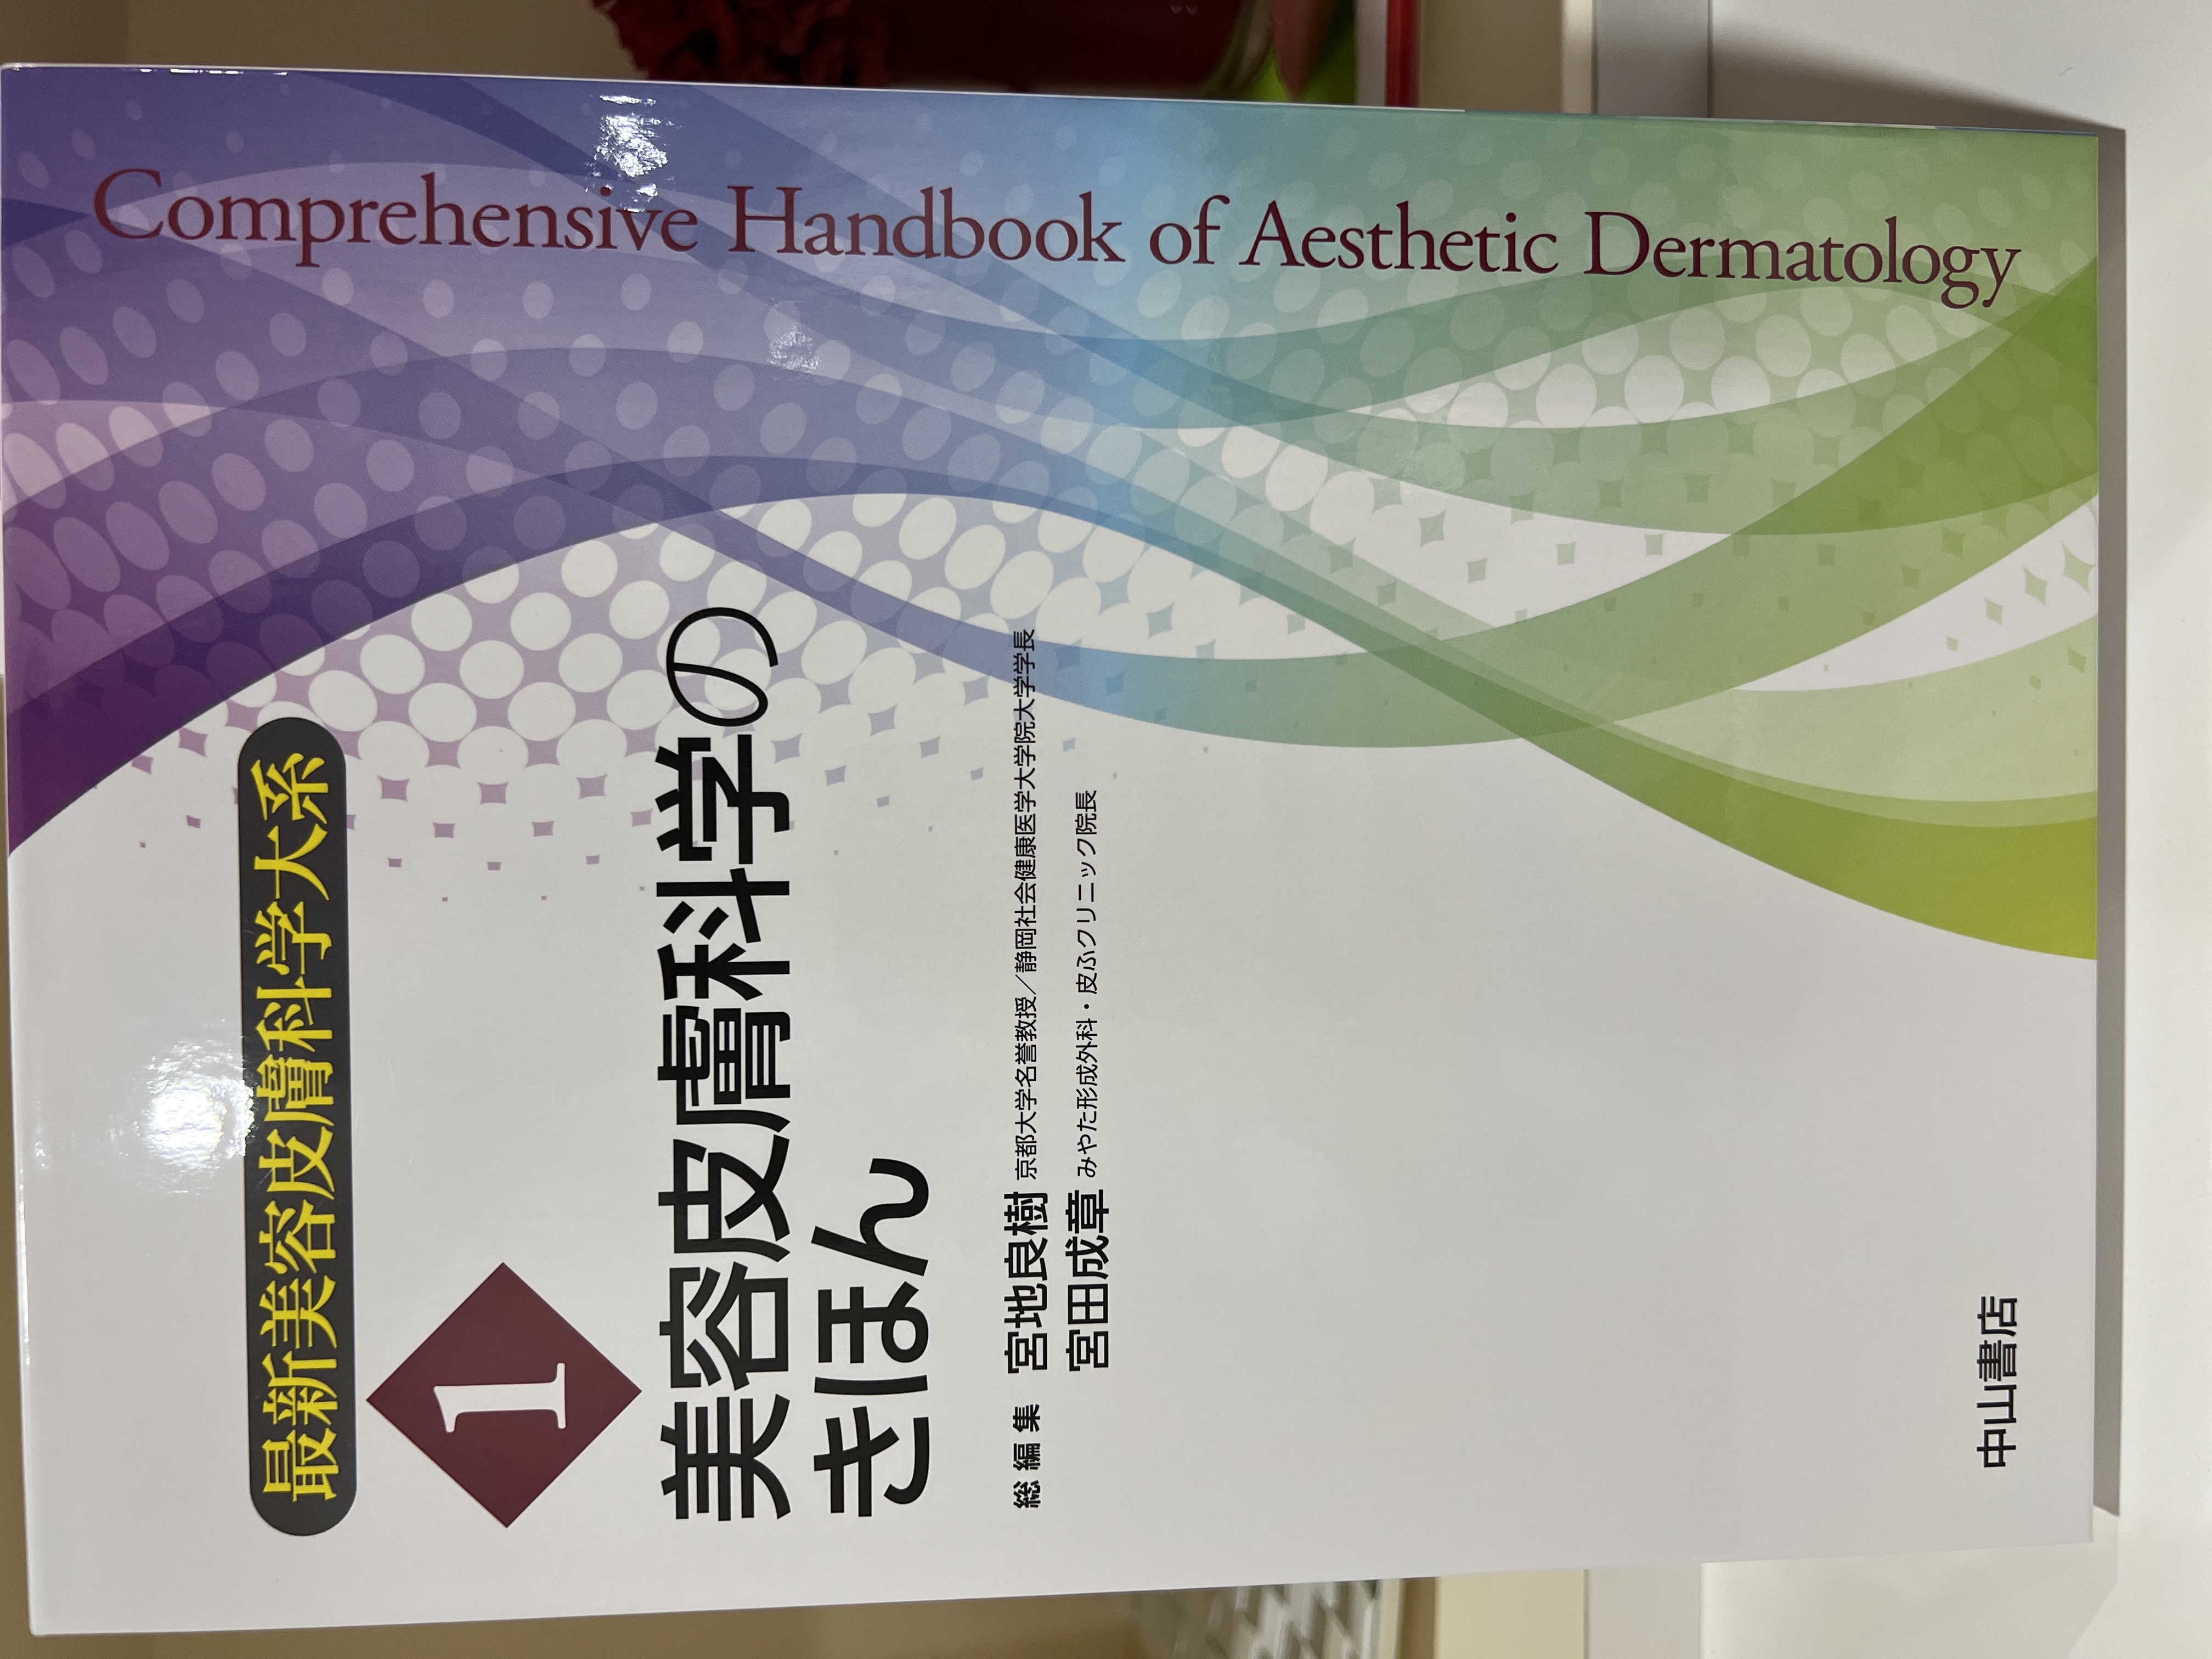 最新美容皮膚科学大系
1
美容皮膚科学の
きほん
総編集 宮地良樹 京都大学名誉教授／静岡社会健康医学大学院大学学長
宮田成章 みやた形成外科・皮ふクリニック院長
中山書店
Comprehensive Handbook of Aesthetic Dermatology